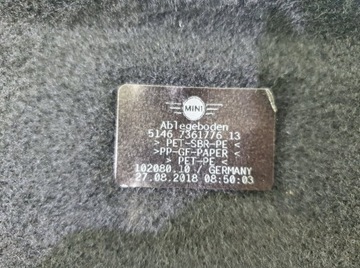 MINI
Ablegeboden
5146 7361776 13
> PET-SBR-PE <
>PP-GF-PAPER <
> PET-PE <
102080.10 / GERMANY
27.08.2018 08:50:03